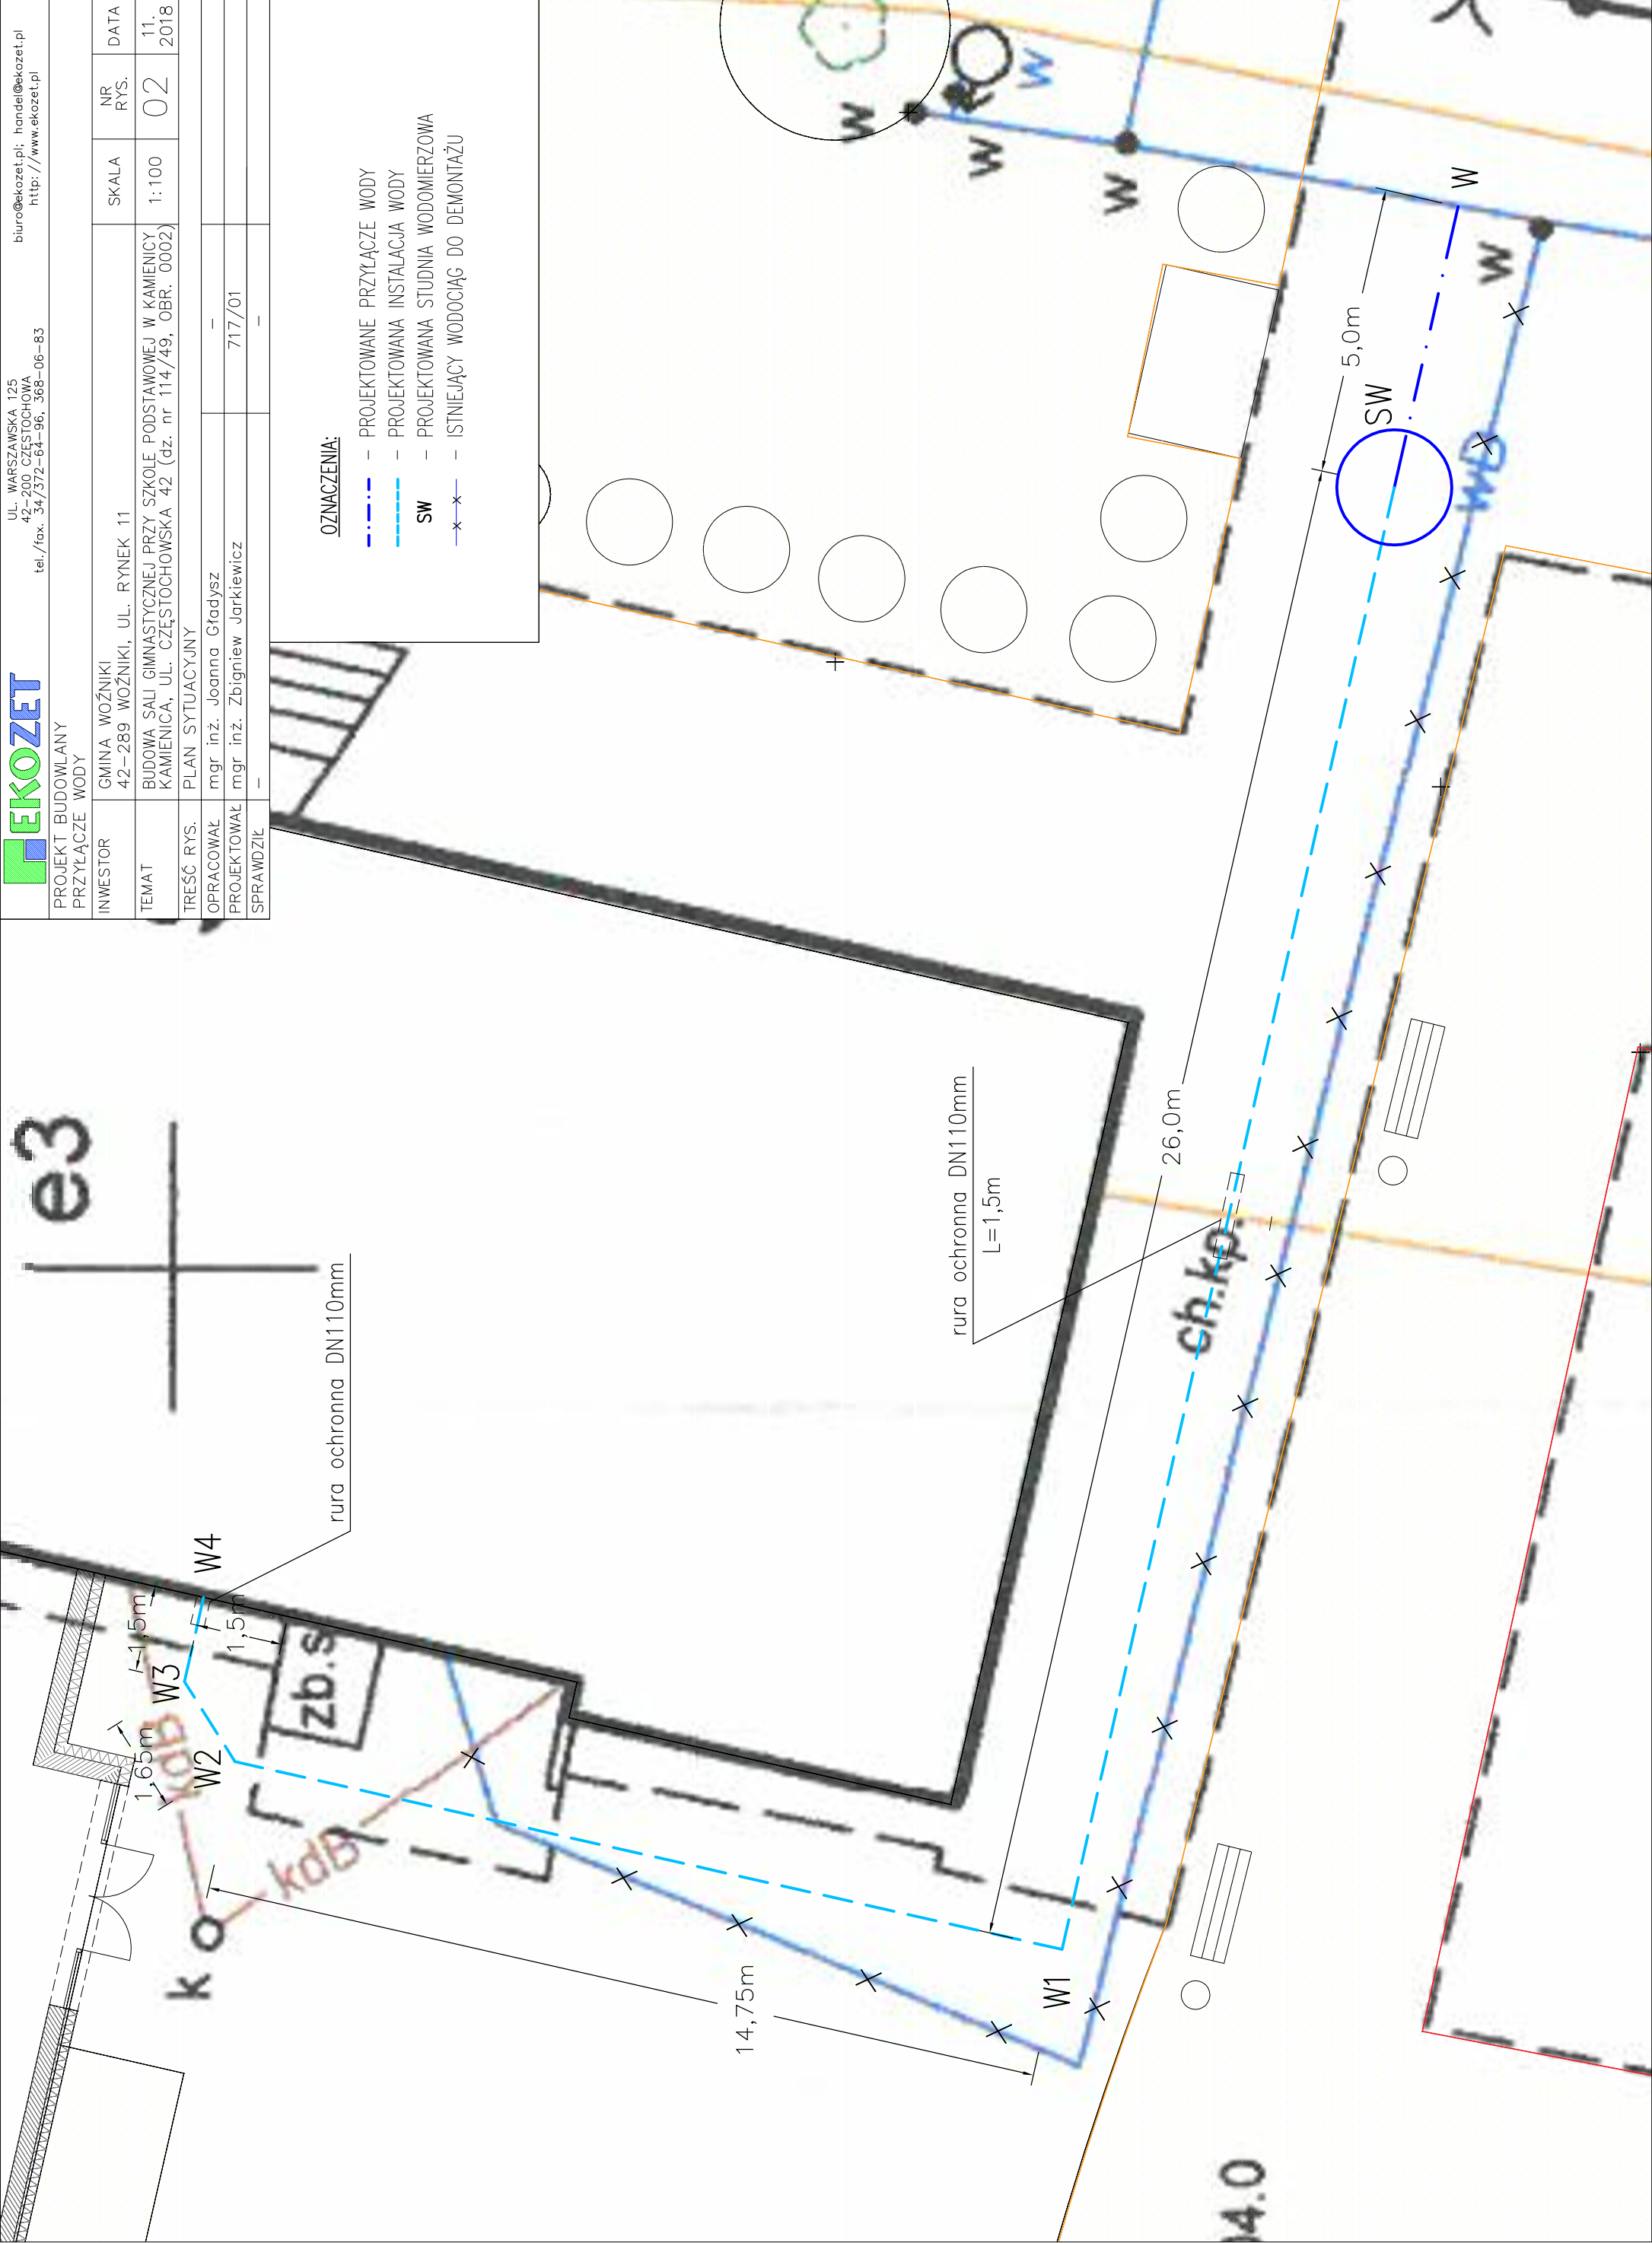 EKOZET
UL. WARSZAWSKA 125
42-200 CZĘSTOCHOWA
tel./fax. 34/372-64-96, 368-06-83
biuro@ekozet.pl; handel@ekozet.pl
http://www.ekozet.pl
PROJEKT BUDOWLANY
PRZYŁĄCZE WODY
INWESTOR
GMINA WOŹNIKI
42-289 WOŹNIKI, UL. RYNEK 11
SKALA
NR
RYS.
DATA
TEMAT
BUDOWA SALI GIMNASTYCZNEJ PRZY SZKOLE PODSTAWOWEJ W KAMIENICY
KAMIENICA, UL. CZĘSTOCHOWSKA 42 (dz. nr 114/49, OBR. 0002)
1:100
02
11.
2018
TREŚĆ RYS.
PLAN SYTUACYJNY
OPRACOWAŁ
mgr inż. Joanna Gładysz
–
PROJEKTOWAŁ
mgr inż. Zbigniew Jarkiewicz
717/01
SPRAWDZIŁ
–
–
OZNACZENIA:
– PROJEKTOWANE PRZYŁĄCZE WODY
– PROJEKTOWANA INSTALACJA WODY
SW – PROJEKTOWANA STUDNIA WODOMIERZOWA
– ISTNIEJĄCY WODOCIĄG DO DEMONTAŻU
e3
rura ochronna DN110mm
W4
1,5m
1,5m
W3
1,65m
W2
kdB
kdB
zb.s
k
14,75m
W1
rura ochronna DN110mm
L=1,5m
26,0m
ch.kp.
5,0m
SW
wD
W
w
w
w
w
w
04.0